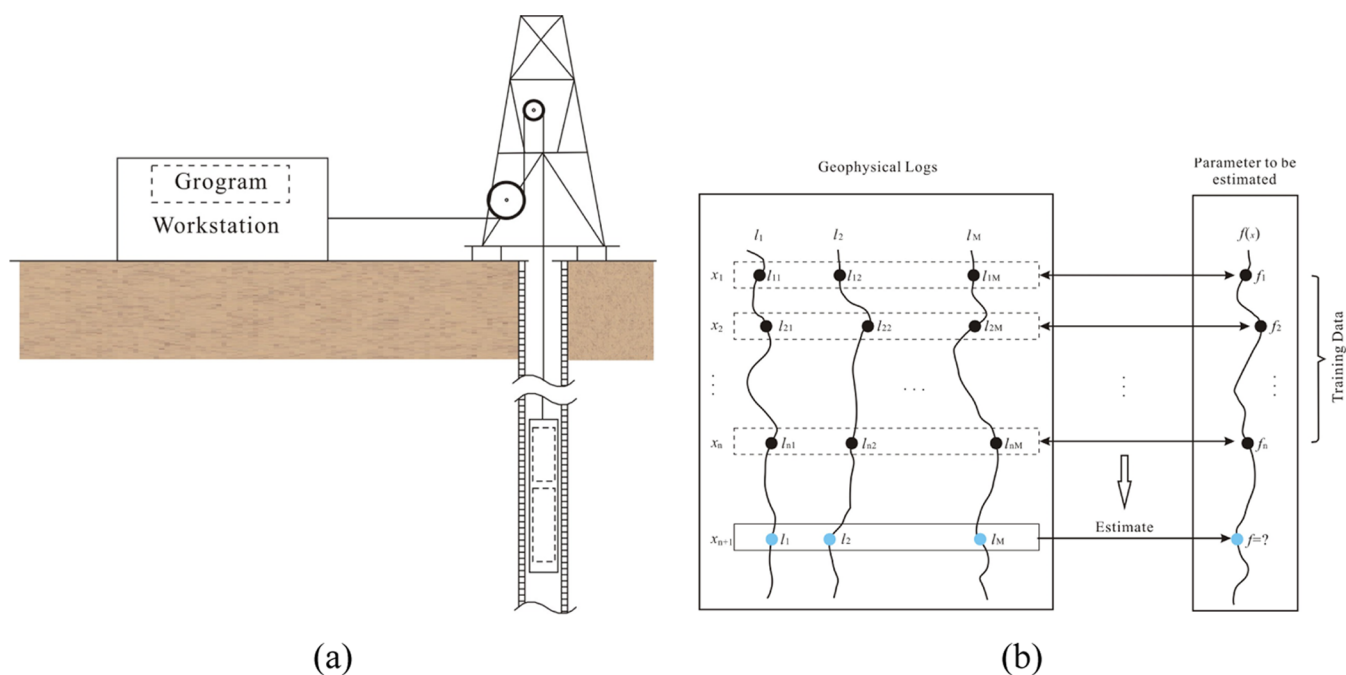 Grogram
Workstation
(a)
Geophysical Logs
Parameter to be
estimated
l1 l2 lM f(x)
x1 l11 l12 l1M f1
x2 l21 l22 l2M f2
⋮ ... ⋮ ⋮
xn ln1 ln2 lnM fn
Training Data
Estimate
xn+1 l1 l2 lM f=?
(b)